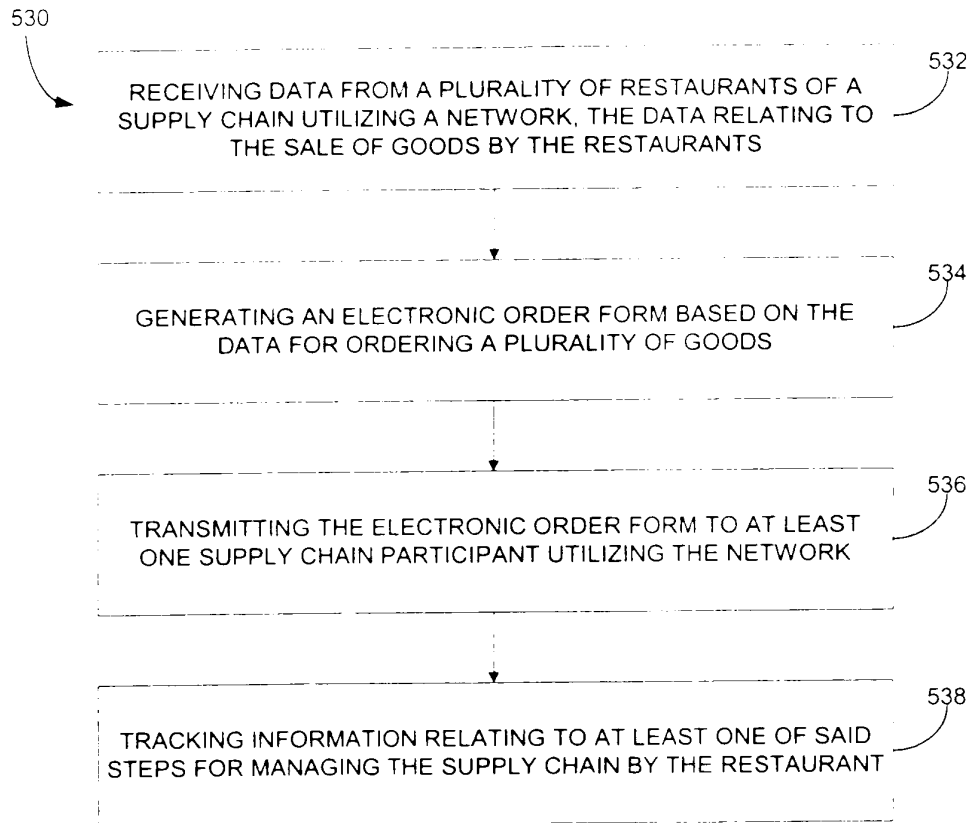 530
532
RECEIVING DATA FROM A PLURALITY OF RESTAURANTS OF A
SUPPLY CHAIN UTILIZING A NETWORK, THE DATA RELATING TO
THE SALE OF GOODS BY THE RESTAURANTS
534
GENERATING AN ELECTRONIC ORDER FORM BASED ON THE
DATA FOR ORDERING A PLURALITY OF GOODS
536
TRANSMITTING THE ELECTRONIC ORDER FORM TO AT LEAST
ONE SUPPLY CHAIN PARTICIPANT UTILIZING THE NETWORK
538
TRACKING INFORMATION RELATING TO AT LEAST ONE OF SAID
STEPS FOR MANAGING THE SUPPLY CHAIN BY THE RESTAURANT